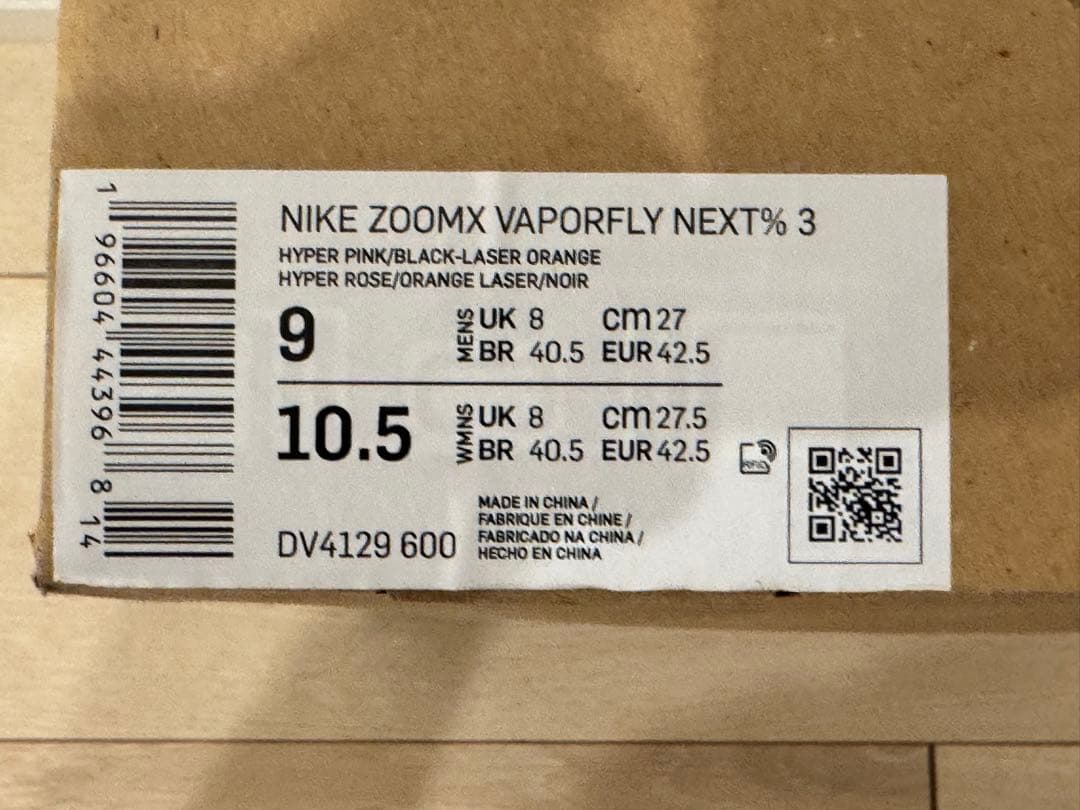 NIKE ZOOMX VAPORFLY NEXT% 3
HYPER PINK/BLACK-LASER ORANGE
HYPER ROSE/ORANGE LASER/NOIR
9 MENS UK 8 CM 27
BR 40.5 EUR 42.5
10.5 WMNS UK 8 CM 27.5
BR 40.5 EUR 42.5
MADE IN CHINA /
FABRIQUE EN CHINE /
FABRICADO NA CHINA /
HECHO EN CHINA
DV4129 600
1 96604 44396 8 14
RFID